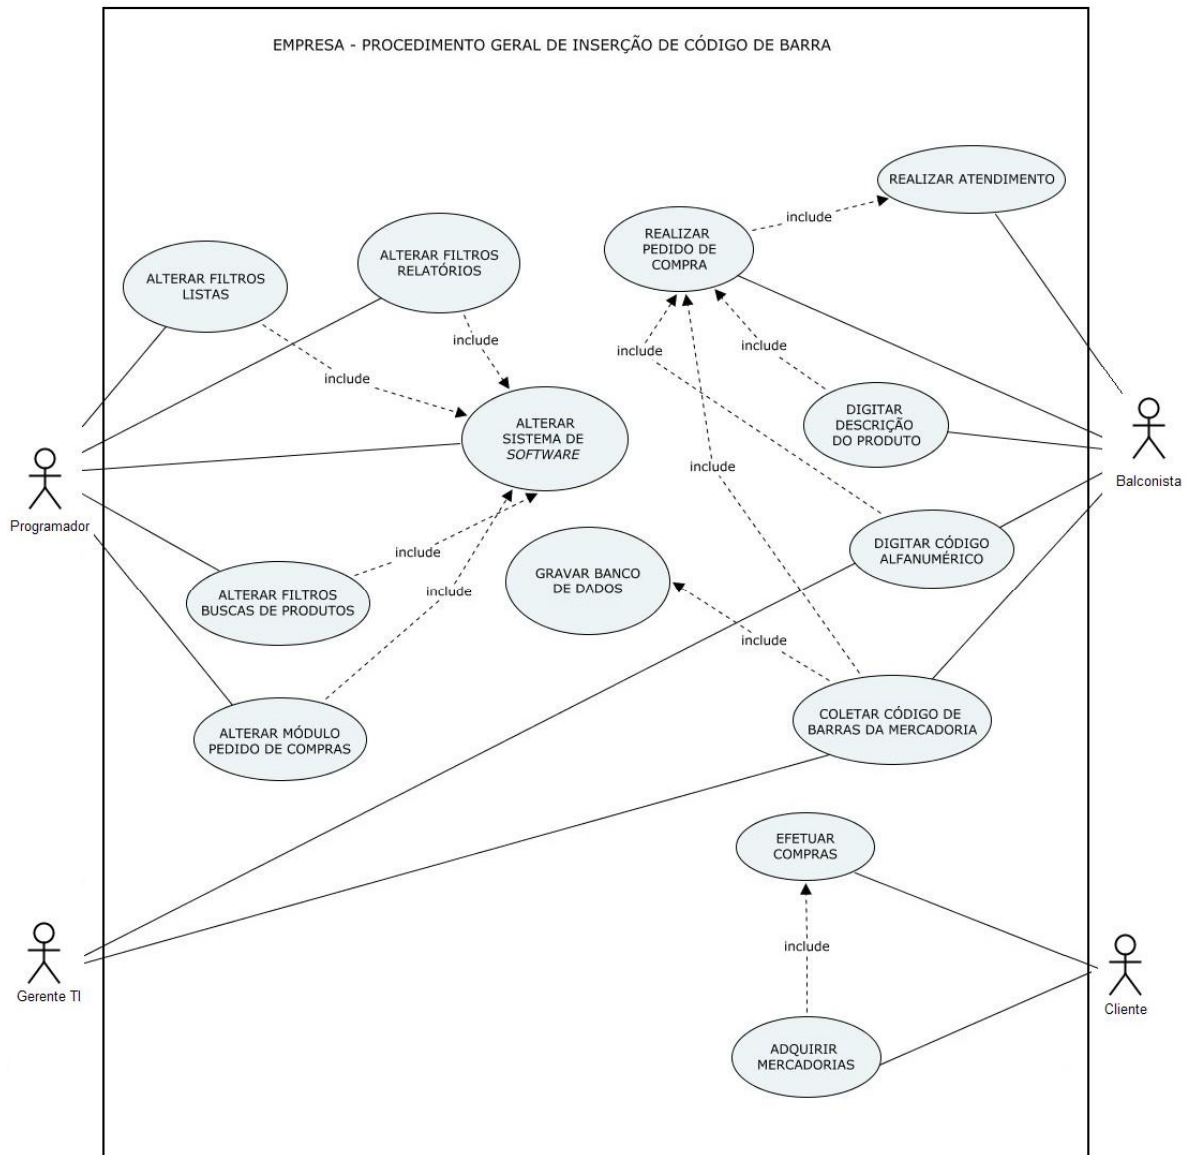 EMPRESA - PROCEDIMENTO GERAL DE INSERÇÃO DE CÓDIGO DE BARRA
REALIZAR ATENDIMENTO
include
REALIZAR
PEDIDO DE
COMPRA
ALTERAR FILTROS
RELATÓRIOS
ALTERAR FILTROS
LISTAS
include
include
include
include
ALTERAR
SISTEMA DE
SOFTWARE
DIGITAR
DESCRIÇÃO
DO PRODUTO
include
Balconista
Programador
include
DIGITAR CÓDIGO
ALFANUMÉRICO
GRAVAR BANCO
DE DADOS
include
ALTERAR FILTROS
BUSCAS DE PRODUTOS
include
COLETAR CÓDIGO DE
BARRAS DA MERCADORIA
ALTERAR MÓDULO
PEDIDO DE COMPRAS
EFETUAR
COMPRAS
include
Gerente TI
Cliente
ADQUIRIR
MERCADORIAS